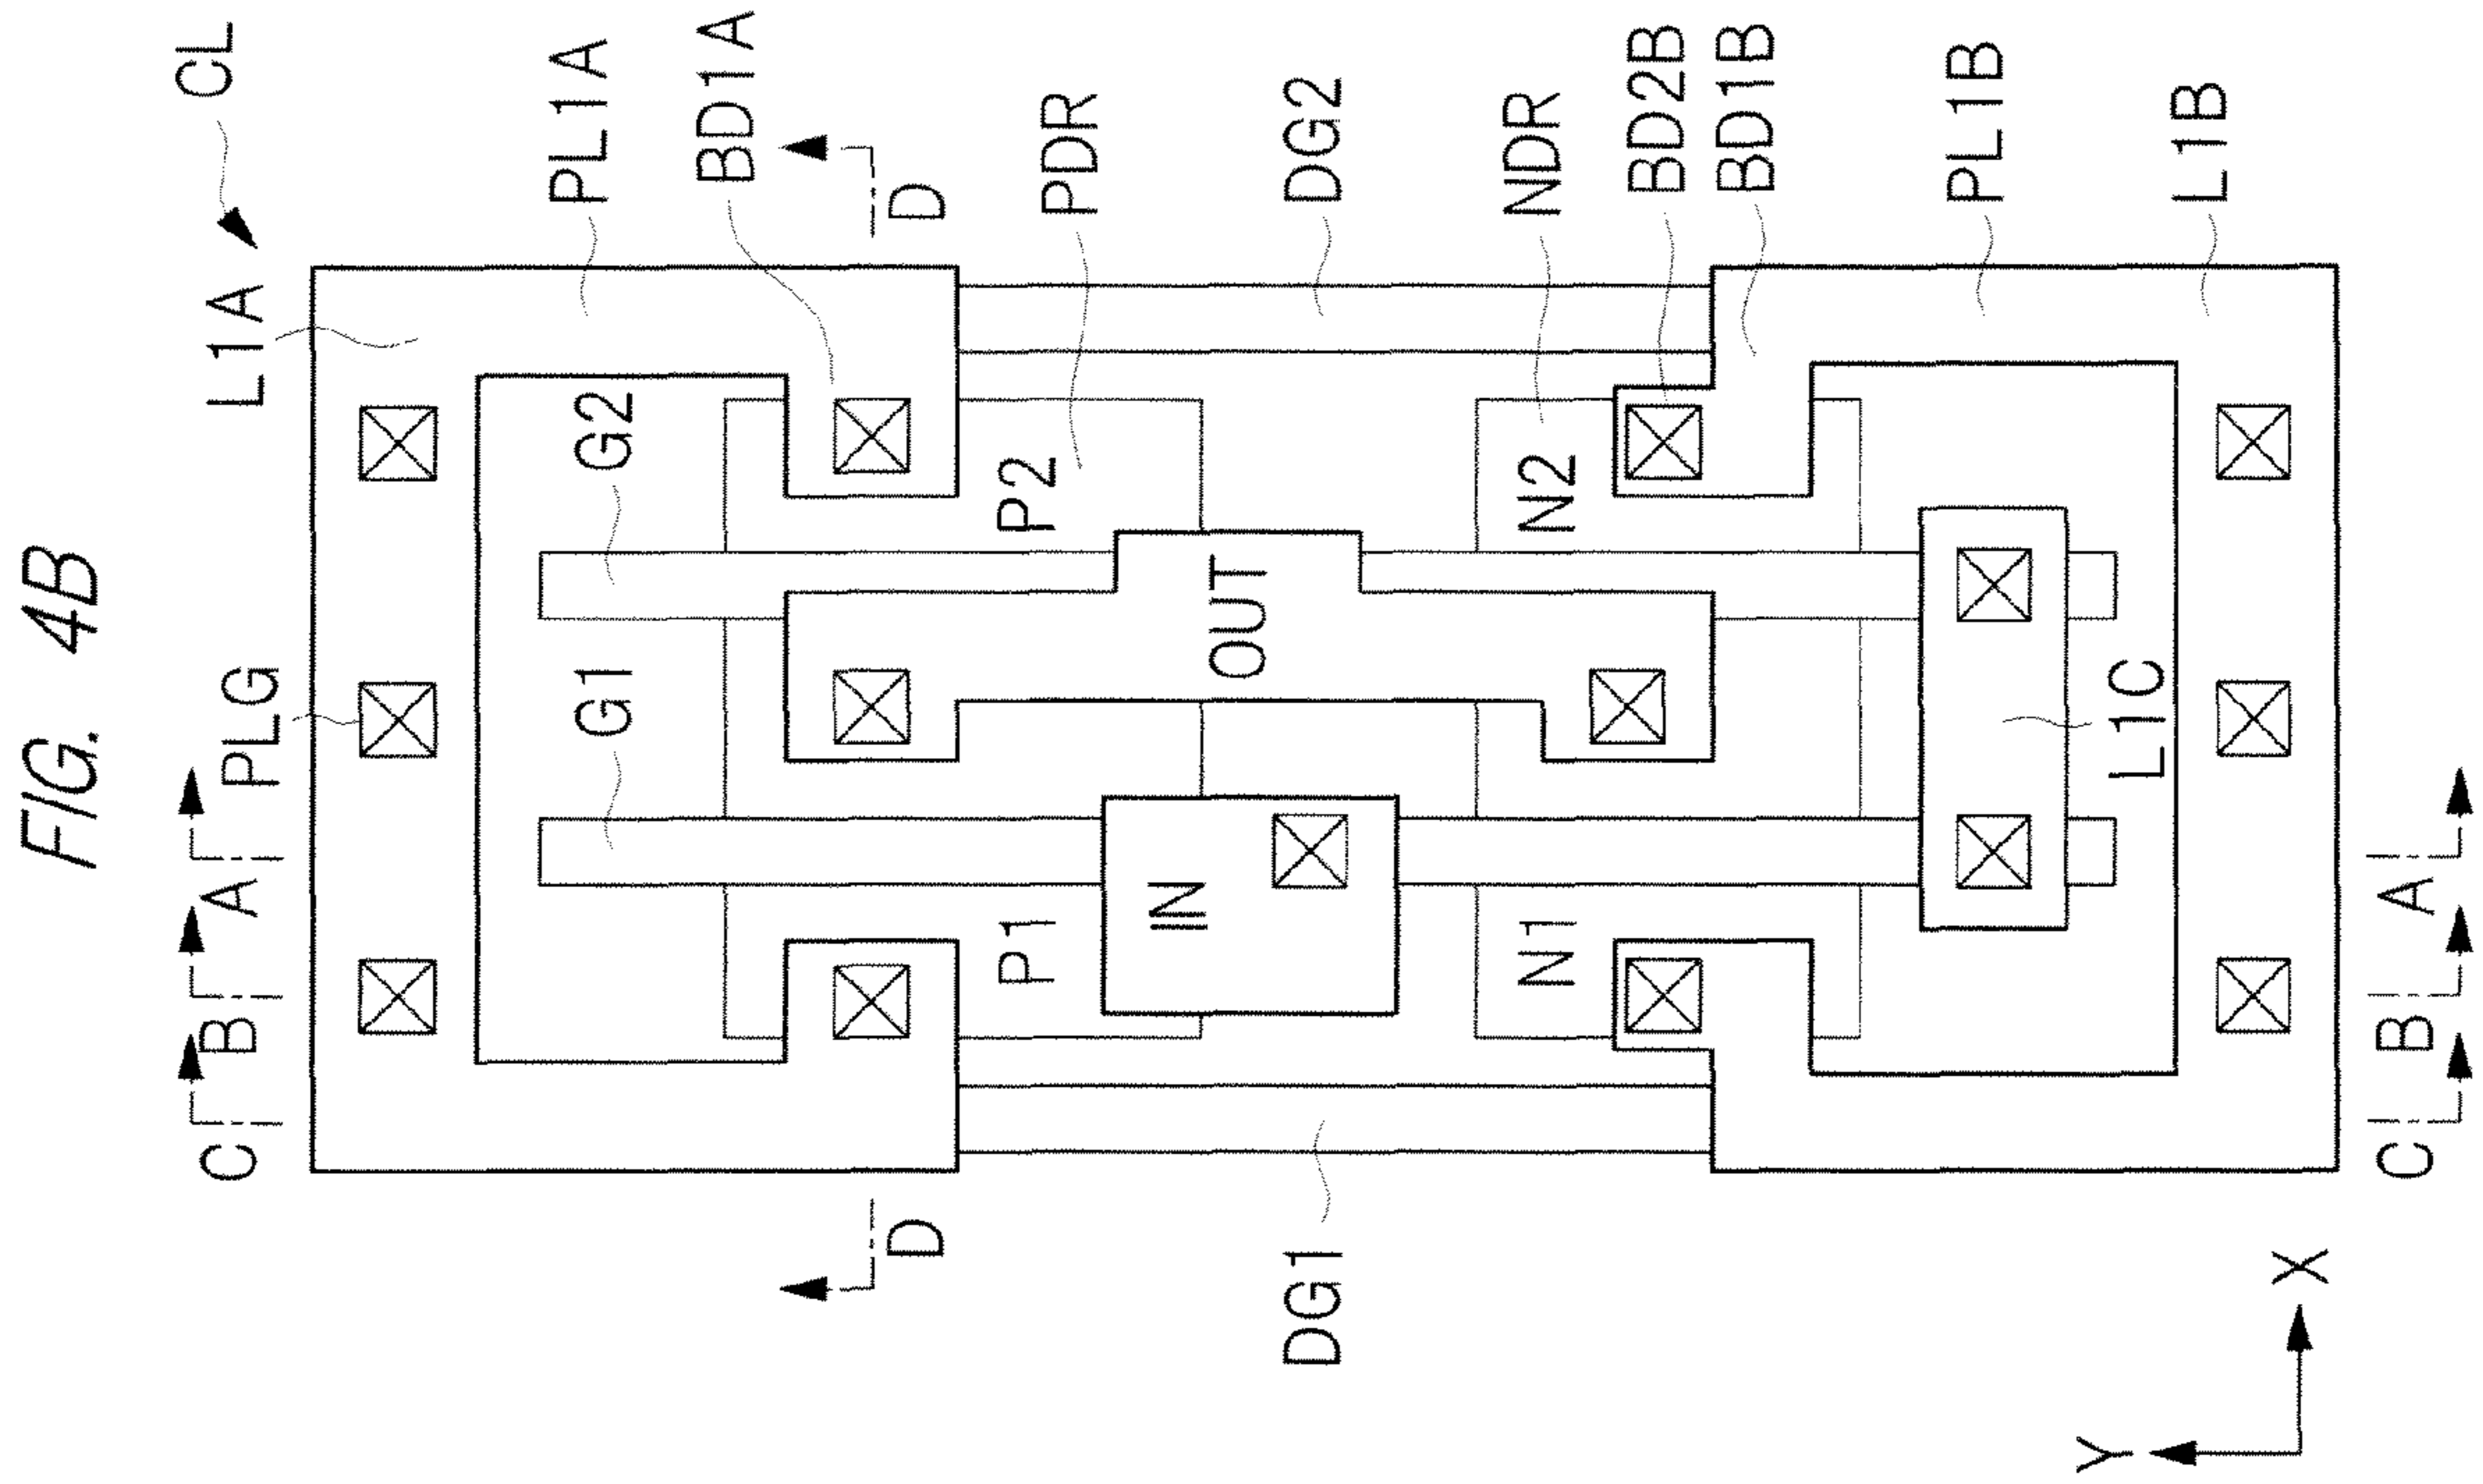 FIG. 4B
CL
C B A PLG L1A
G1 G2 PL1A
BD1A
D D
P1 P2 PDR
IN OUT
DG1 DG2
N1 N2 NDR
BD2B
BD1B
PL1B
Y
L1C
L1B
X
C B A